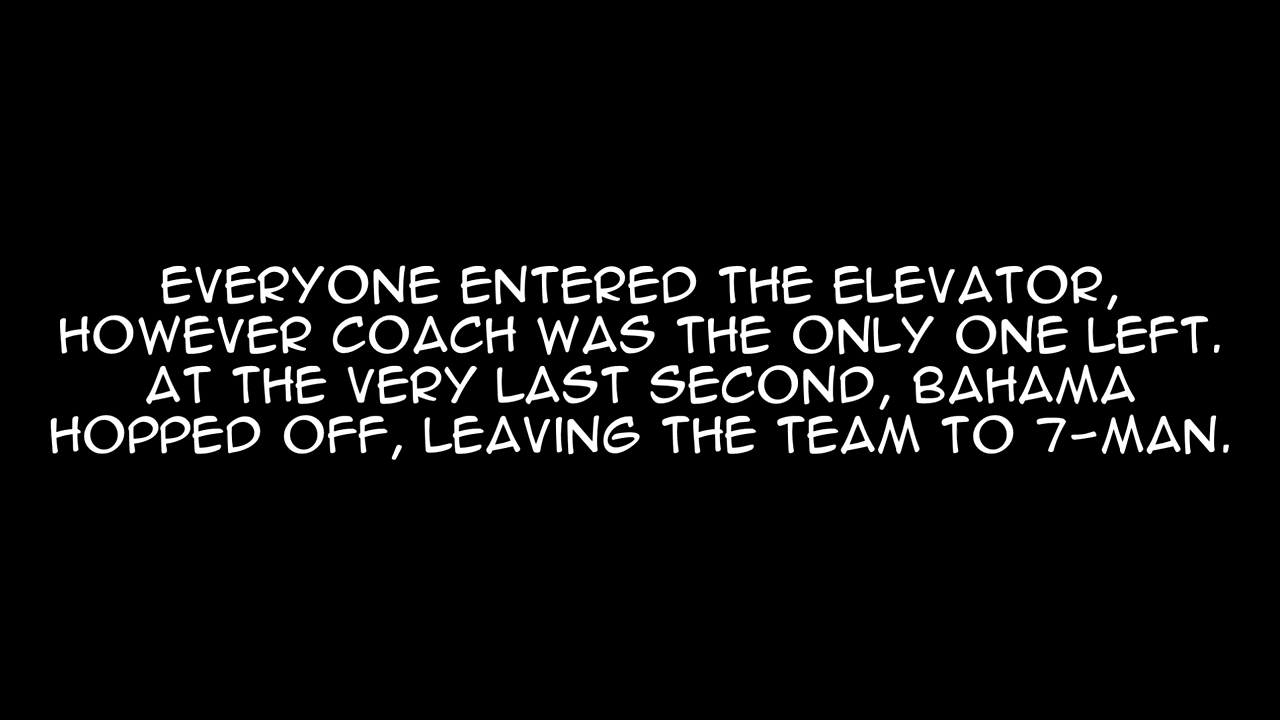 EVERYONE ENTERED THE ELEVATOR,
HOWEVER COACH WAS THE ONLY ONE LEFT.
AT THE VERY LAST SECOND, BAHAMA
HOPPED OFF, LEAVING THE TEAM TO 7-MAN.